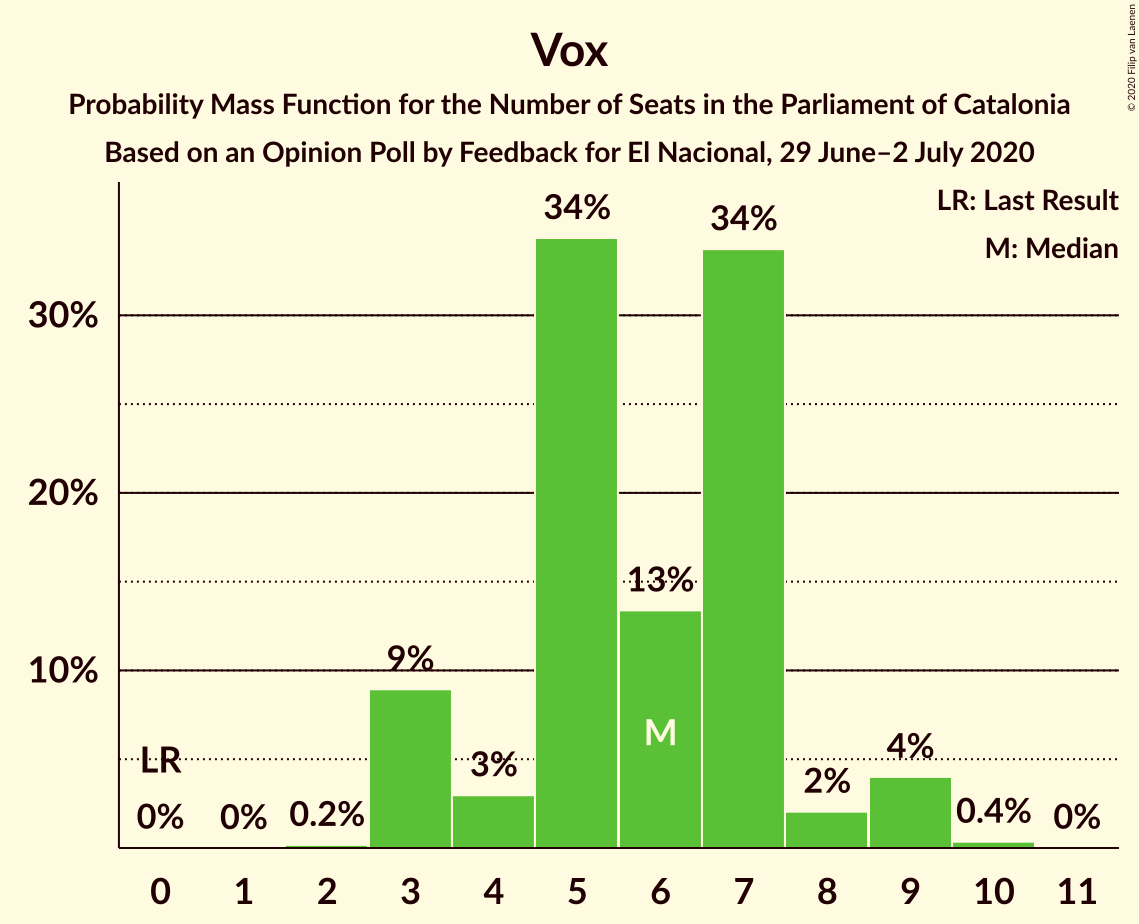 Vox
Probability Mass Function for the Number of Seats in the Parliament of Catalonia
Based on an Opinion Poll by Feedback for El Nacional, 29 June–2 July 2020
© 2020 Filip van Laenen
LR: Last Result
M: Median
34%
34%
30%
20%
13%
10%
9%
M
LR
3%
4%
2%
0%
0%
0.2%
0.4%
0%
0 1 2 3 4 5 6 7 8 9 10 11